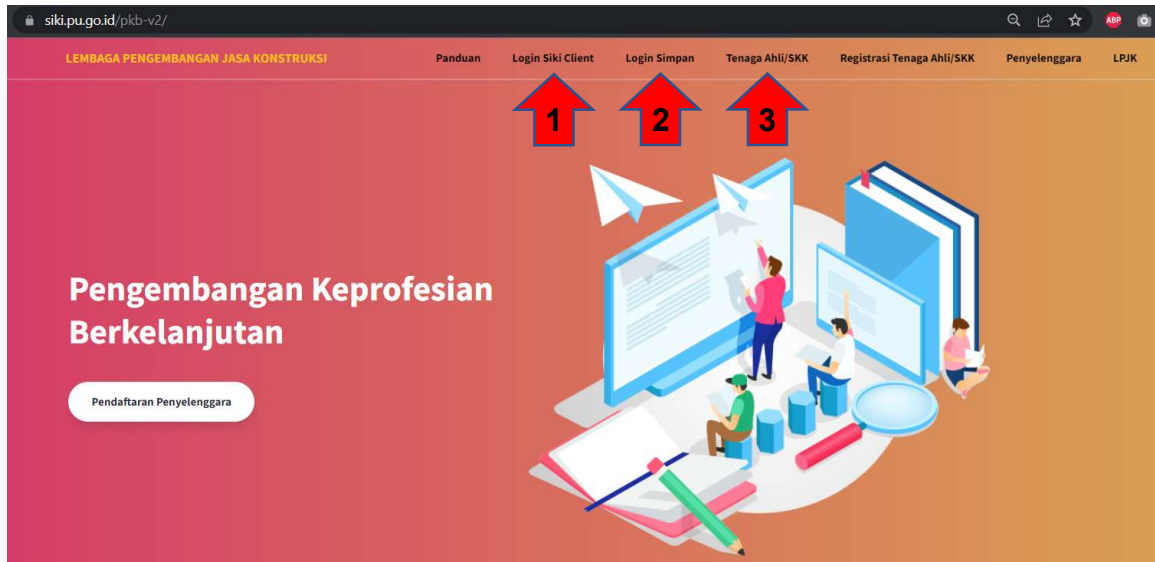 siki.pu.go.id/pkb-v2/
ABP
LEMBAGA PENGEMBANGAN JASA KONSTRUKSI
Panduan
Login Siki Client
Login Simpan
Tenaga Ahli/SKK
Registrasi Tenaga Ahli/SKK
Penyelenggara
LPJK
1
2
3
Pengembangan Keprofesian
Berkelanjutan
Pendaftaran Penyelenggara